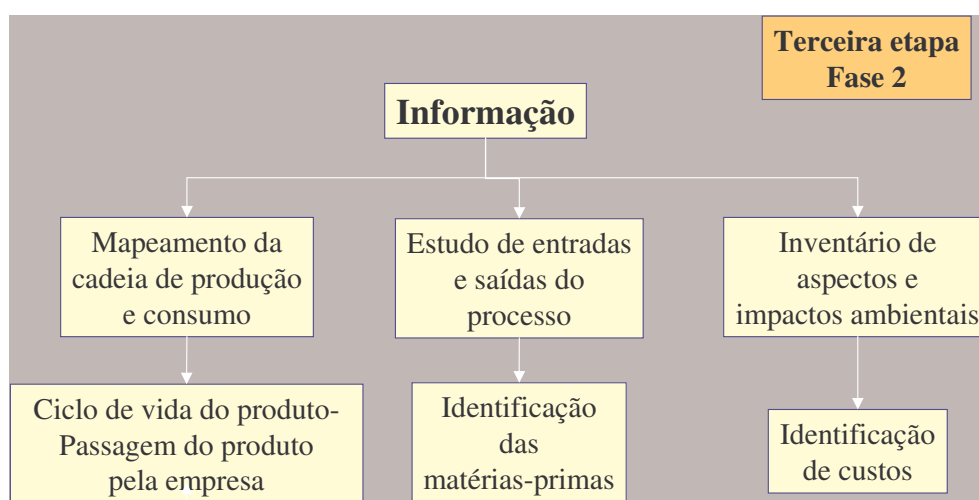 Terceira etapa
Fase 2
Informação
Mapeamento da
cadeia de produção
e consumo
Estudo de entradas
e saídas do
processo
Inventário de
aspectos e
impactos ambientais
Ciclo de vida do produto-
Passagem do produto
pela empresa
Identificação
das
matérias-primas
Identificação
de custos